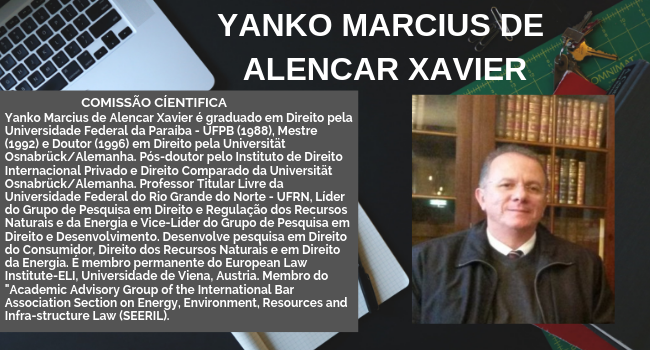 YANKO MARCIUS DE
ALENCAR XAVIER
COMISSÃO CÍENTIFICA
Yanko Marcius de Alencar Xavier é graduado em Direito pela
Universidade Federal da Paraíba - UFPB (1988), Mestre
(1992) e Doutor (1996) em Direito pela Universität
Osnabrück/Alemanha. Pós-doutor pelo Instituto de Direito
Internacional Privado e Direito Comparado da Universität
Osnabrück/Alemanha. Professor Titular Livre da
Universidade Federal do Rio Grande do Norte - UFRN, Líder
do Grupo de Pesquisa em Direito e Regulação dos Recursos
Naturais e da Energia e Vice-Líder do Grupo de Pesquisa em
Direito e Desenvolvimento. Desenvolve pesquisa em Direito
do Consumidor, Direito dos Recursos Naturais e em Direito
da Energia. É membro permanente do European Law
Institute-ELI, Universidade de Viena, Austria. Membro do
"Academic Advisory Group of the International Bar
Association Section on Energy, Environment, Resources and
Infra-structure Law (SEERIL).
OMNIMAT